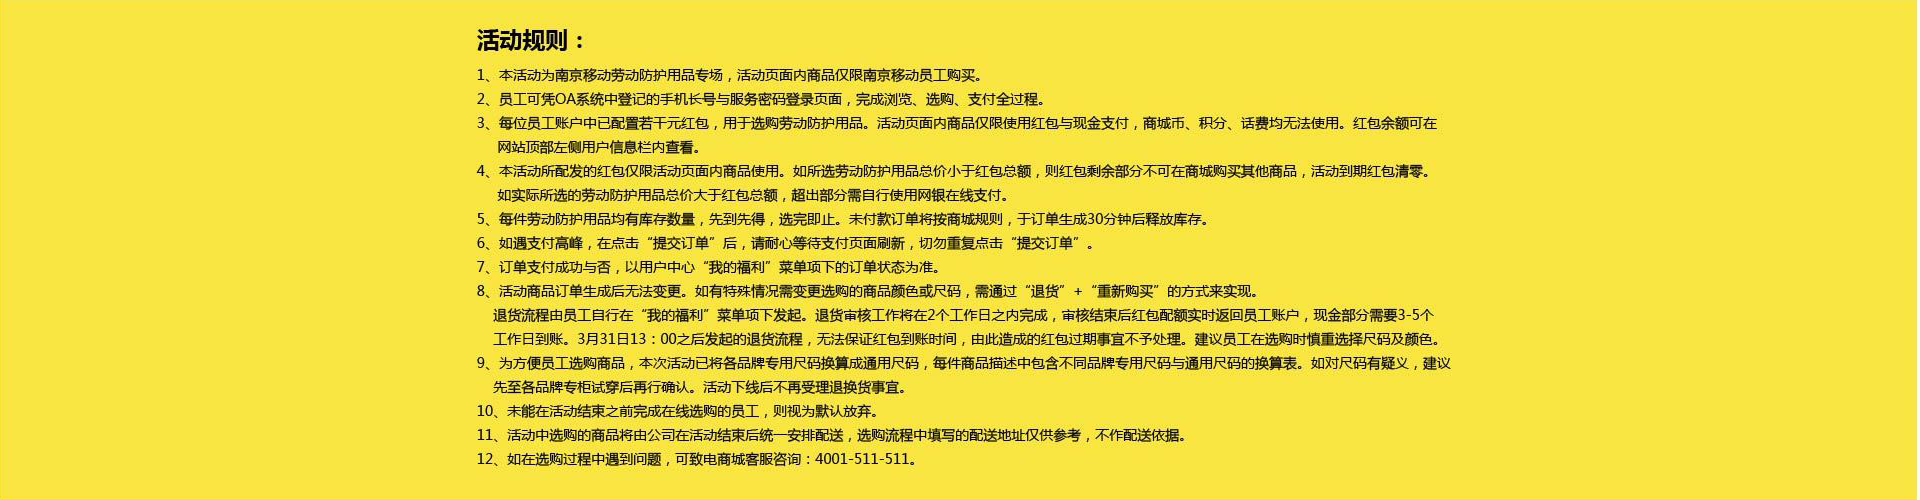 活动规则：
1、本活动为南京移动劳动防护用品专场，活动页面内商品仅限南京移动员工购买。
2、员工可凭OA系统中登记的手机长号与服务密码登录页面，完成浏览、选购、支付全过程。
3、每位员工账户中已配置若干元红包，用于选购劳动防护用品。活动页面内商品仅限使用红包与现金支付，商城币、积分、话费均无法使用。红包余额可在
网站顶部左侧用户信息栏内查看。
4、本活动所配发的红包仅限活动页面内商品使用。如所选劳动防护用品总价小于红包总额，则红包剩余部分不可在商城购买其他商品，活动到期红包清零。
如实际所选的劳动防护用品总价大于红包总额，超出部分需自行使用网银在线支付。
5、每件劳动防护用品均有库存数量，先到先得，选完即止。未付款订单将按商城规则，于订单生成30分钟后释放库存。
6、如遇支付高峰，在点击“提交订单”后，请耐心等待支付页面刷新，切勿重复点击“提交订单”。
7、订单支付成功与否，以用户中心“我的福利”菜单项下的订单状态为准。
8、活动商品订单生成后无法变更。如有特殊情况需变更选购的商品颜色或尺码，需通过“退货”+“重新购买”的方式来实现。
退货流程由员工自行在“我的福利”菜单项下发起。退货审核工作将在2个工作日之内完成，审核结束后红包配额实时返回员工账户，现金部分需要3-5个
工作日到账。3月31日13：00之后发起的退货流程，无法保证红包到账时间，由此造成的红包过期事宜不予处理。建议员工在选购时慎重选择尺码及颜色。
9、为方便员工选购商品，本次活动已将各品牌专用尺码换算成通用尺码，每件商品描述中包含不同品牌专用尺码与通用尺码的换算表。如对尺码有疑义，建议
先至各品牌专柜试穿后再行确认。活动下线后不再受理退换货事宜。
10、未能在活动结束之前完成在线选购的员工，则视为默认放弃。
11、活动中选购的商品将由公司在活动结束后统一安排配送，选购流程中填写的配送地址仅供参考，不作配送依据。
12、如在选购过程中遇到问题，可致电商城客服咨询：4001-511-511。